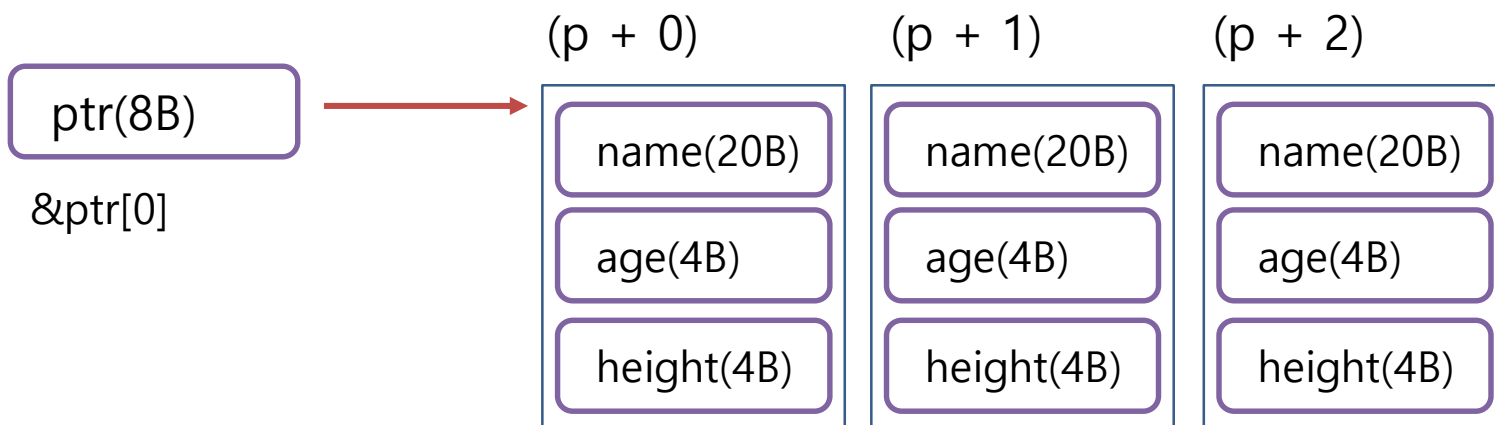 (p + 0) (p + 1) (p + 2)
ptr(8B)
&ptr[0]
name(20B) name(20B) name(20B)
age(4B) age(4B) age(4B)
height(4B) height(4B) height(4B)